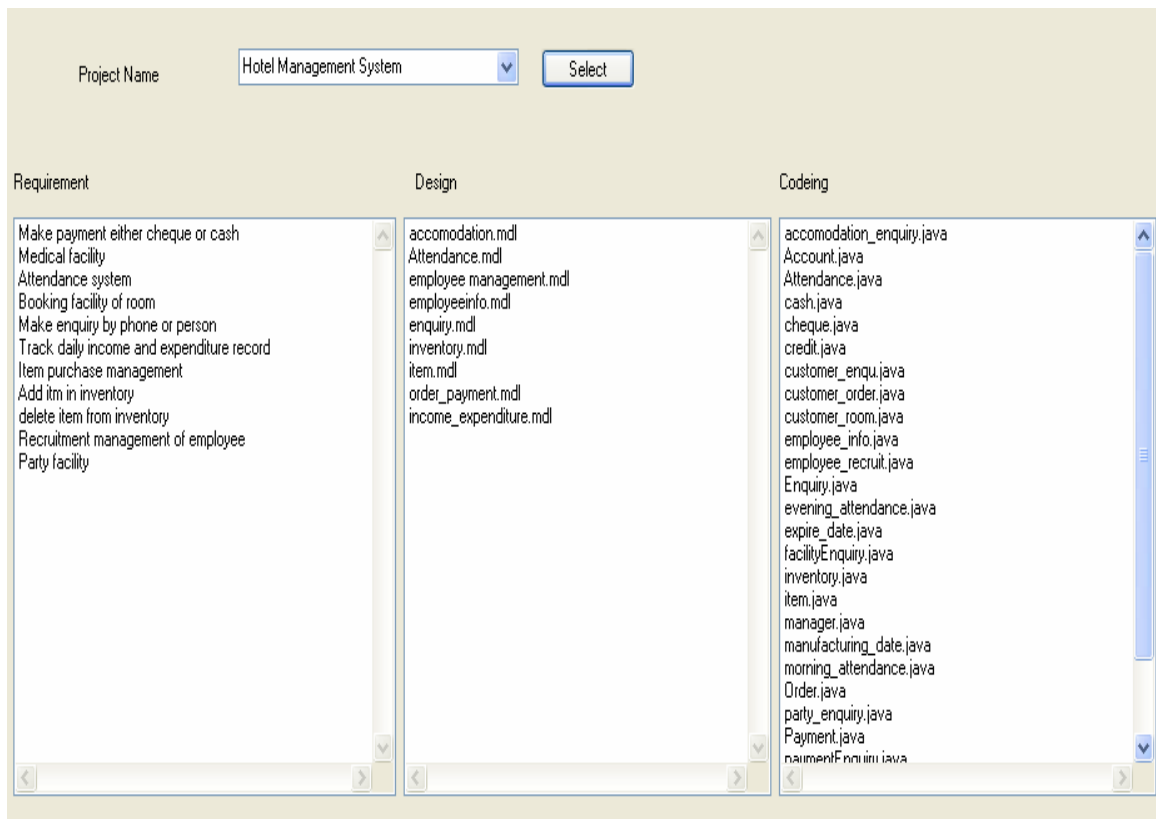 Project Name
Hotel Management System
Select
Requirement
Design
Codeing
Make payment either cheque or cash
Medical facility
Attendance system
Booking facility of room
Make enquiry by phone or person
Track daily income and expenditure record
Item purchase management
Add itm in inventory
delete item from inventory
Recruitment management of employee
Party facility
accomodation.mdl
Attendance.mdl
employee management.mdl
employeeinfo.mdl
enquiry.mdl
inventory.mdl
item.mdl
order_payment.mdl
income_expenditure.mdl
accomodation_enquiry.java
Account.java
Attendance.java
cash.java
cheque.java
credit.java
customer_enqu.java
customer_order.java
customer_room.java
employee_info.java
employee_recruit.java
Enquiry.java
evening_attendance.java
expire_date.java
facilityEnquiry.java
inventory.java
item.java
manager.java
manufacturing_date.java
morning_attendance.java
Order.java
party_enquiry.java
Payment.java
paymentEnquiry.java